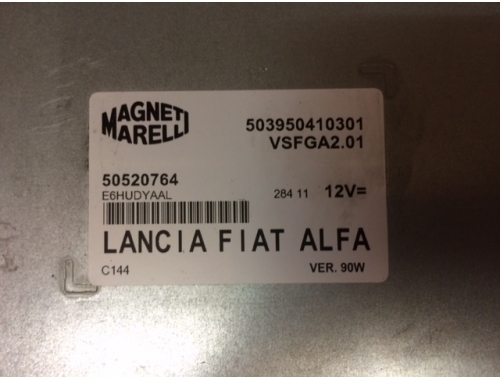 MAGNETI
MARELLI
503950410301
VSFGA2.01
50520764
E6HUDYAAL
284 11 12V=
LANCIA FIAT ALFA
C144 VER. 90W